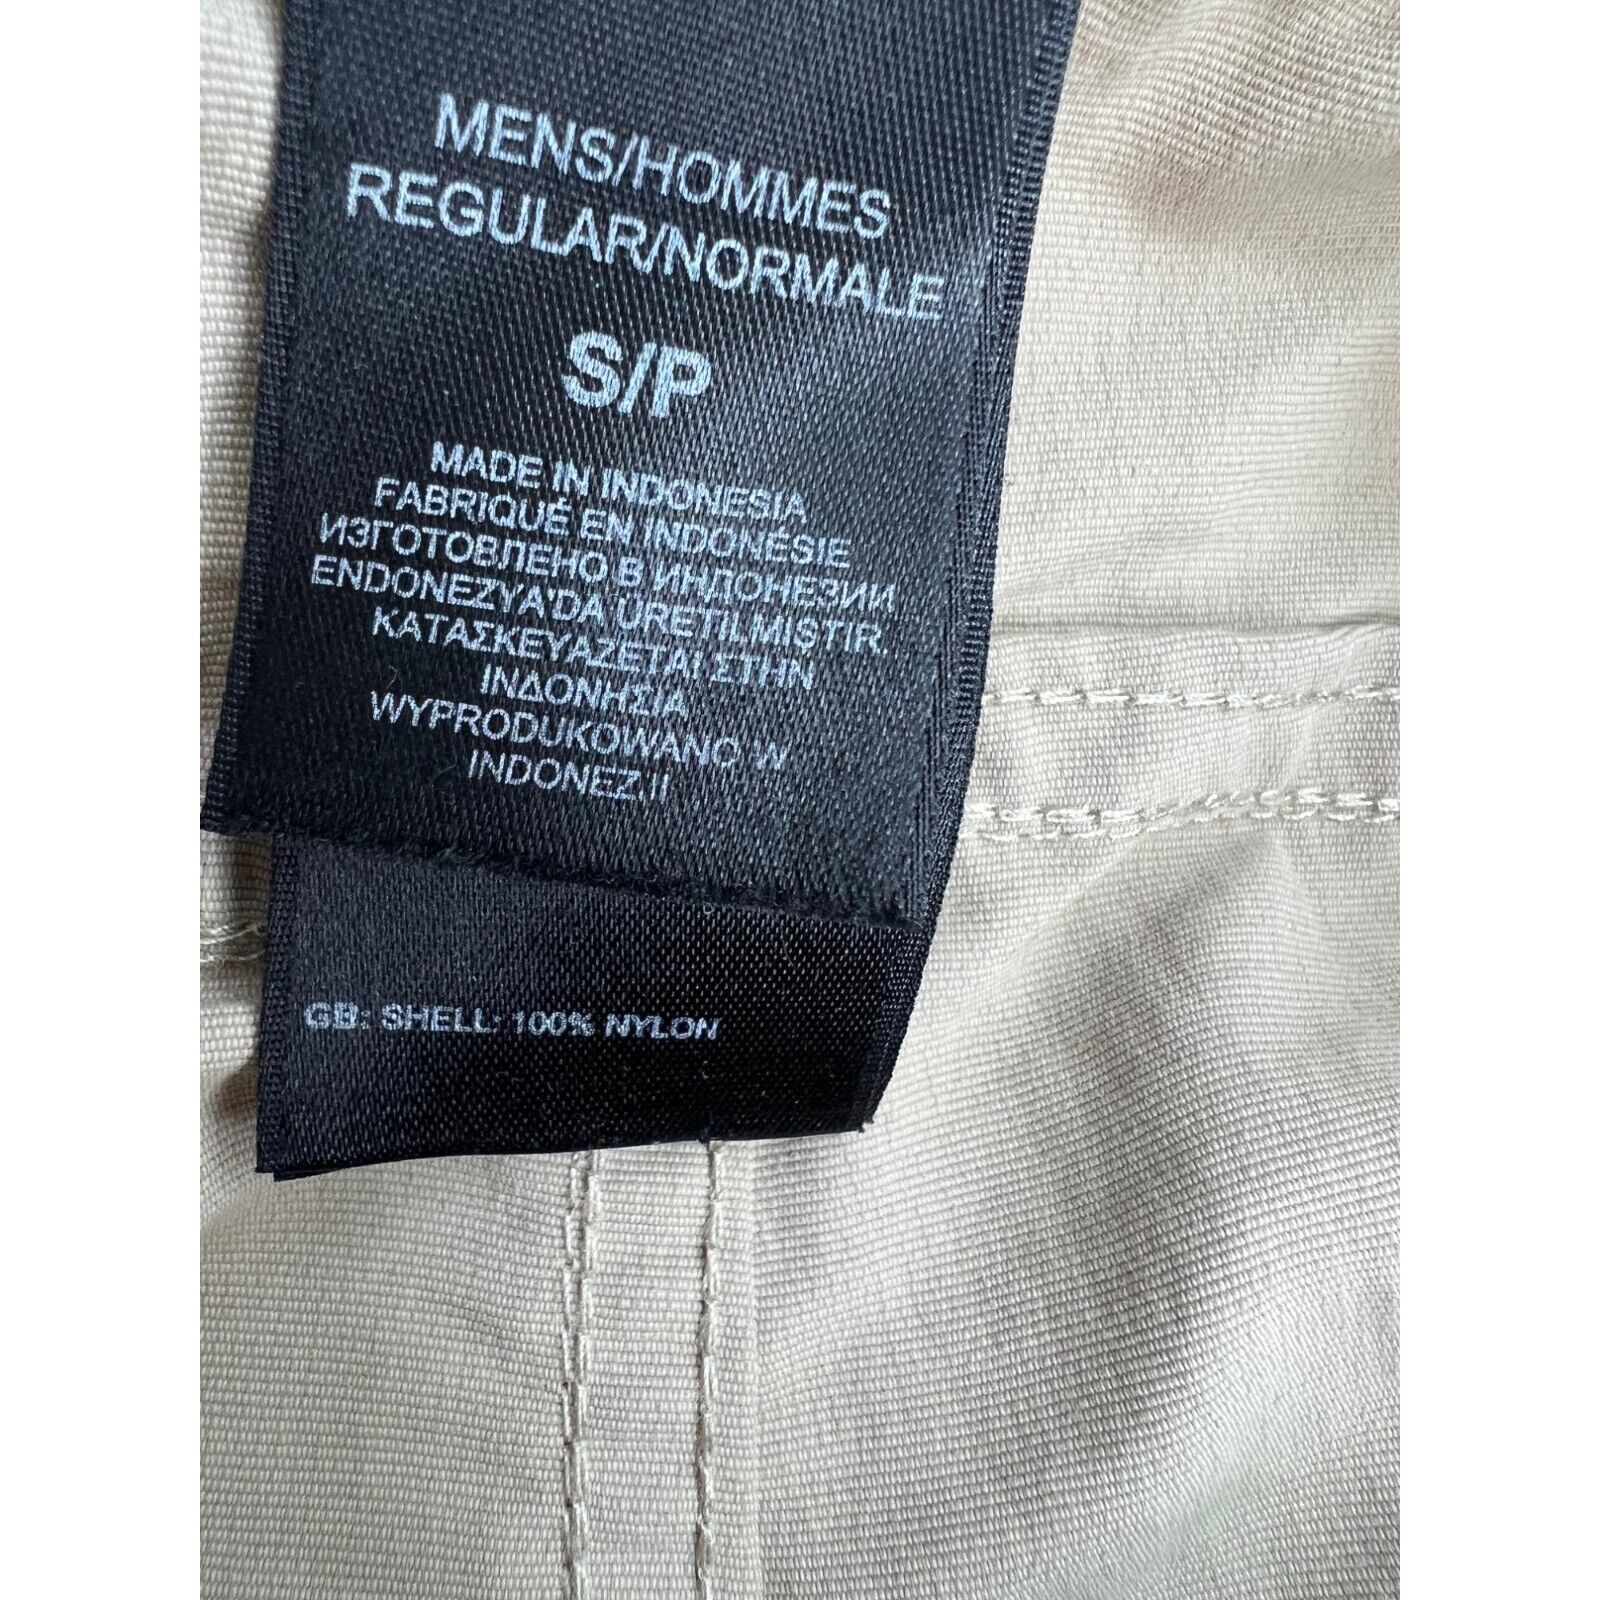 MENS/HOMMES
REGULAR/NORMALE
S/P
MADE IN INDONESIA
FABRIQUÉ EN INDONÉSIE
ИЗГОТОВЛЕНО В ИНДОНЕЗИИ
ENDONEZYA'DA ÜRETILMISTIR.
ΚΑΤΑΣΚΕΥΑΖΕΤΑΙ ΣΤΗΝ
ΙΝΔΟΝΗΣΙΑ
WYPRODUKOWANO W
INDONEZJI
GB: SHELL: 100% NYLON